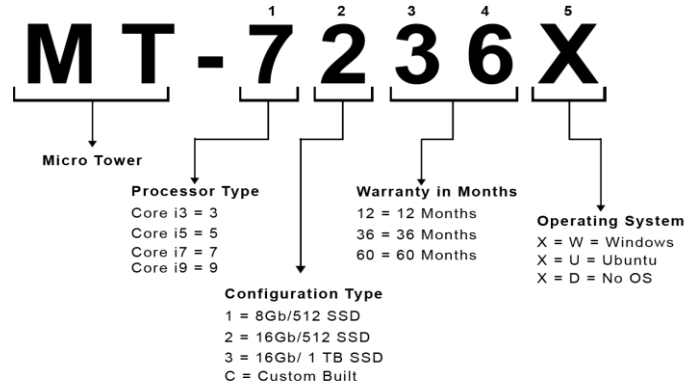 1 2 3 4 5
MT-7236X
Micro Tower
Processor Type
Core i3 = 3
Core i5 = 5
Core i7 = 7
Core i9 = 9
Configuration Type
1 = 8Gb/512 SSD
2 = 16Gb/512 SSD
3 = 16Gb/ 1 TB SSD
C = Custom Built
Warranty in Months
12 = 12 Months
36 = 36 Months
60 = 60 Months
Operating System
X = W = Windows
X = U = Ubuntu
X = D = No OS